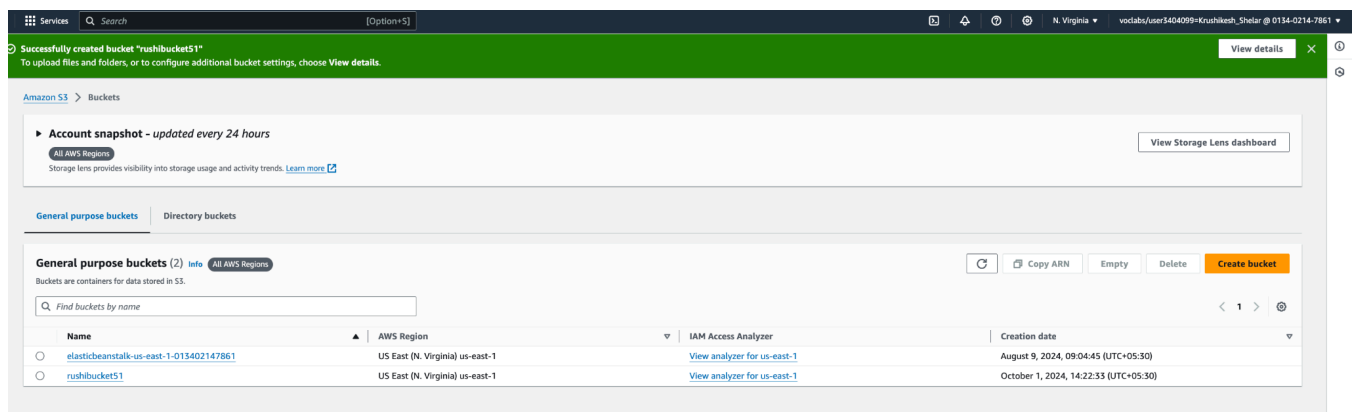 Services Search [Option+S] N. Virginia voclabs/user3404099=Krushikesh_Shelar @ 0134-0214-7861
Successfully created bucket "rushibucket51"
To upload files and folders, or to configure additional bucket settings, choose View details.
View details
Amazon S3 > Buckets
Account snapshot - updated every 24 hours
All AWS Regions
Storage lens provides visibility into storage usage and activity trends. Learn more
View Storage Lens dashboard
General purpose buckets Directory buckets
General purpose buckets (2) Info All AWS Regions
Buckets are containers for data stored in S3.
Copy ARN Empty Delete Create bucket
Find buckets by name
1
Name AWS Region IAM Access Analyzer Creation date
elasticbeanstalk-us-east-1-013402147861 US East (N. Virginia) us-east-1 View analyzer for us-east-1 August 9, 2024, 09:04:45 (UTC+05:30)
rushibucket51 US East (N. Virginia) us-east-1 View analyzer for us-east-1 October 1, 2024, 14:22:33 (UTC+05:30)